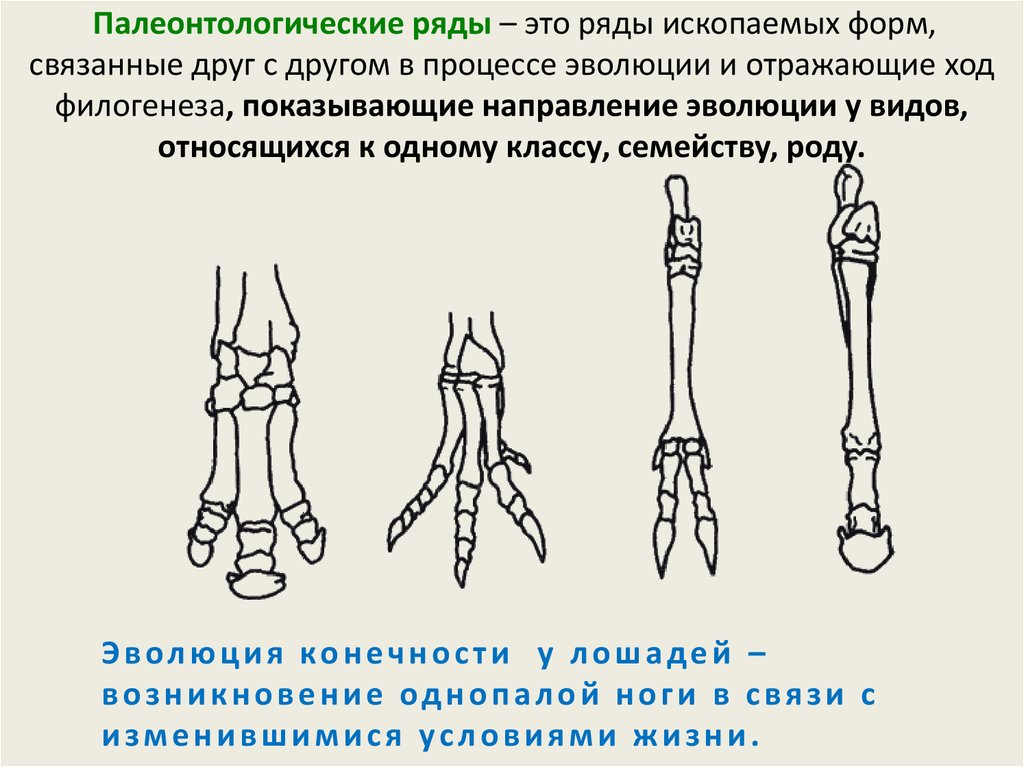 Палеонтологические ряды – это ряды ископаемых форм,
связанные друг с другом в процессе эволюции и отражающие ход
филогенеза, показывающие направление эволюции у видов,
относящихся к одному классу, семейству, роду.
Эволюция конечности у лошадей –
возникновение однопалой ноги в связи с
изменившимися условиями жизни.